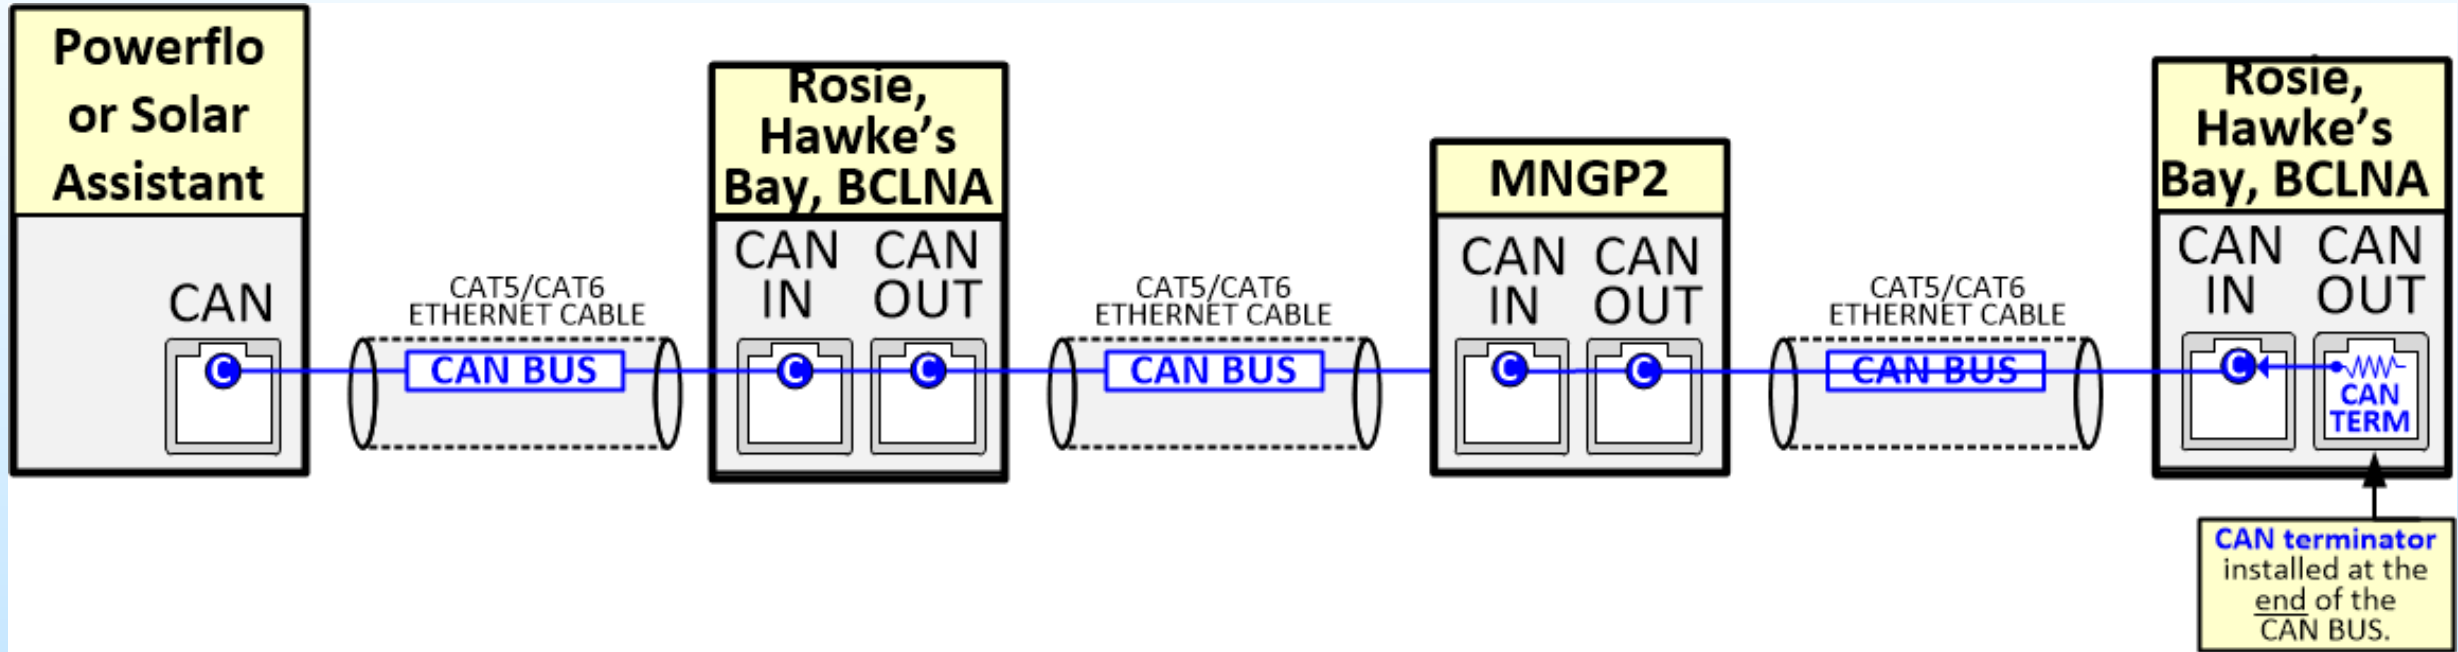 Powerflo
or Solar
Assistant
CAN
CAT5/CAT6
ETHERNET CABLE
CAN BUS
Rosie,
Hawke's
Bay, BCLNA
CAN IN
CAN OUT
C
C
C
CAT5/CAT6
ETHERNET CABLE
CAN BUS
MNGP2
CAN IN
CAN OUT
C
C
CAT5/CAT6
ETHERNET CABLE
CAN BUS
Rosie,
Hawke's
Bay, BCLNA
CAN IN
CAN OUT
C
CAN
TERM
CAN terminator
installed at the
end of the
CAN BUS.